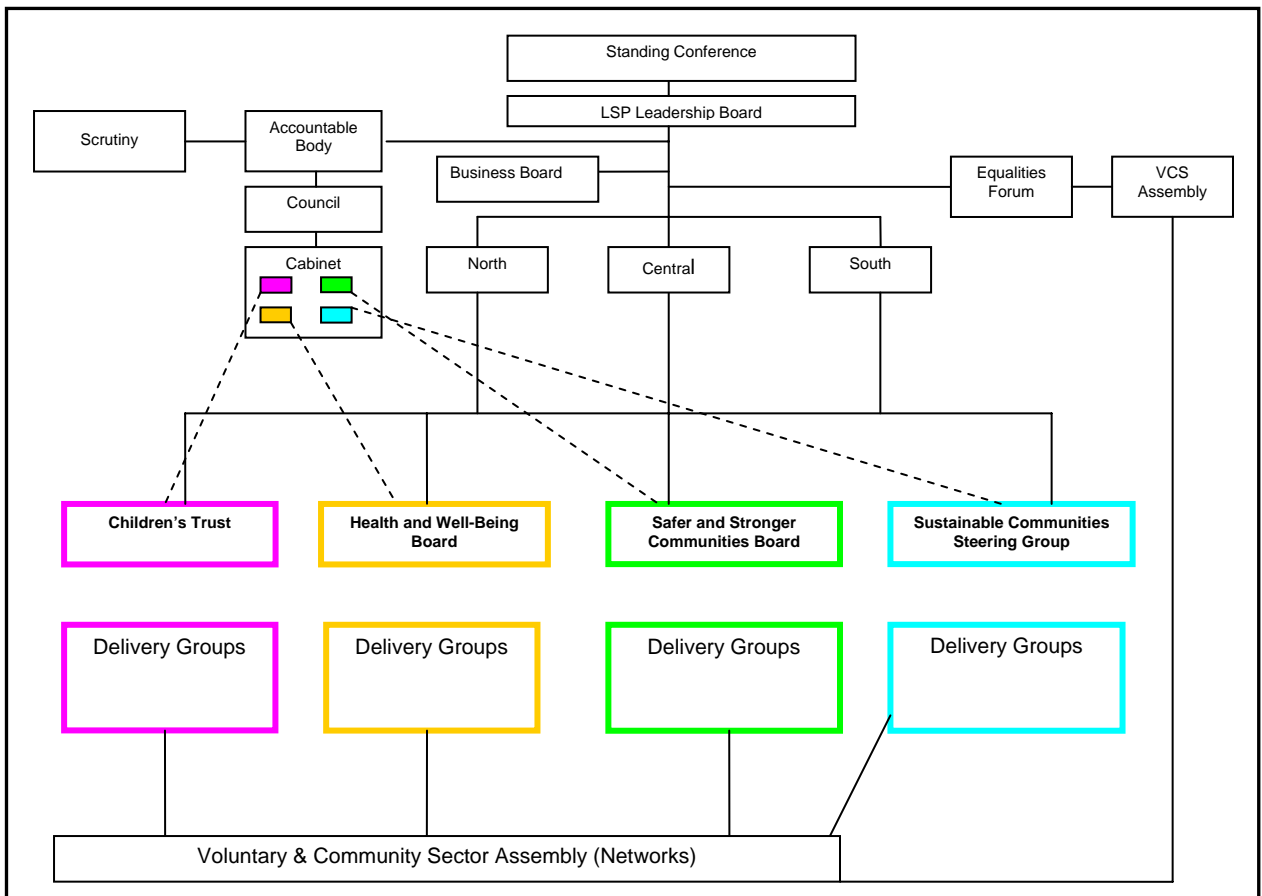 Standing Conference
LSP Leadership Board
Scrutiny
Accountable
Body
Business Board
Equalities
Forum
VCS
Assembly
Council
Cabinet
North
Central
South
Children's Trust
Health and Well-Being
Board
Safer and Stronger
Communities Board
Sustainable Communities
Steering Group
Delivery Groups
Delivery Groups
Delivery Groups
Delivery Groups
Voluntary & Community Sector Assembly (Networks)